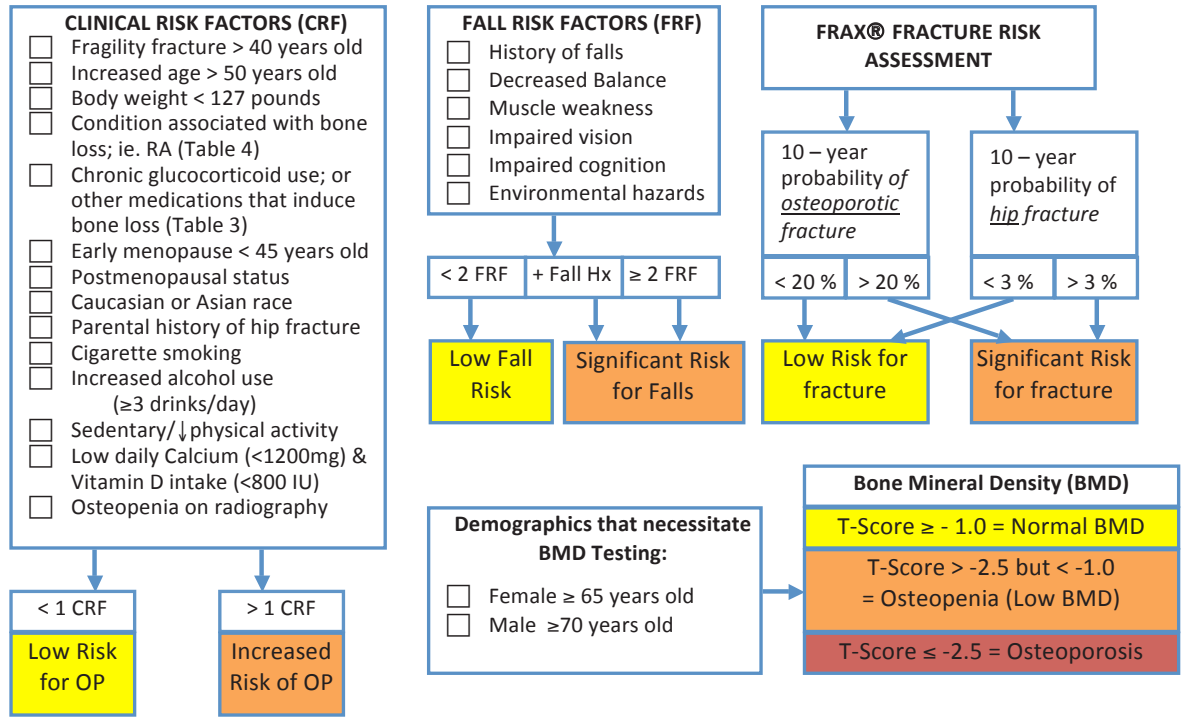 CLINICAL RISK FACTORS (CRF)
Fragility fracture > 40 years old
Increased age > 50 years old
Body weight < 127 pounds
Condition associated with bone
loss; ie. RA (Table 4)
Chronic glucocorticoid use; or
other medications that induce
bone loss (Table 3)
Early menopause < 45 years old
Postmenopausal status
Caucasian or Asian race
Parental history of hip fracture
Cigarette smoking
Increased alcohol use
(≥3 drinks/day)
Sedentary/↓physical activity
Low daily Calcium (<1200mg) &
Vitamin D intake (<800 IU)
Osteopenia on radiography
< 1 CRF
Low Risk
for OP
> 1 CRF
Increased
Risk of OP
FALL RISK FACTORS (FRF)
History of falls
Decreased Balance
Muscle weakness
Impaired vision
Impaired cognition
Environmental hazards
< 2 FRF
+ Fall Hx
≥ 2 FRF
Low Fall
Risk
Significant Risk
for Falls
FRAX® FRACTURE RISK
ASSESSMENT
10 – year
probability of
osteoporotic
fracture
< 20 %
> 20 %
10 – year
probability of
hip fracture
< 3 %
> 3 %
Low Risk for
fracture
Significant Risk
for fracture
Demographics that necessitate
BMD Testing:
Female ≥ 65 years old
Male ≥70 years old
Bone Mineral Density (BMD)
T-Score ≥ - 1.0 = Normal BMD
T-Score > -2.5 but < -1.0
= Osteopenia (Low BMD)
T-Score ≤ -2.5 = Osteoporosis